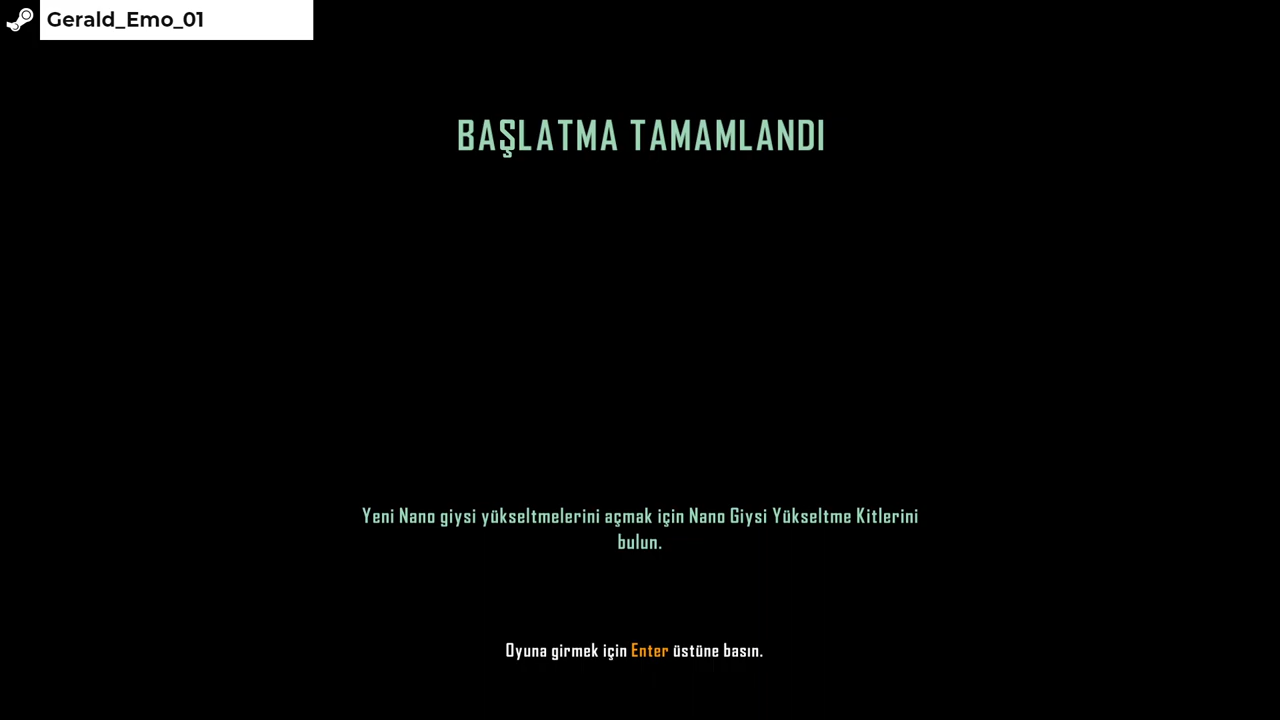 Gerald_Emo_01
BAŞLATMA TAMAMLANDI
Yeni Nano giysi yükseltmelerini açmak için Nano Giysi Yükseltme Kitlerini
bulun.
Oyuna girmek için Enter üstüne basın.